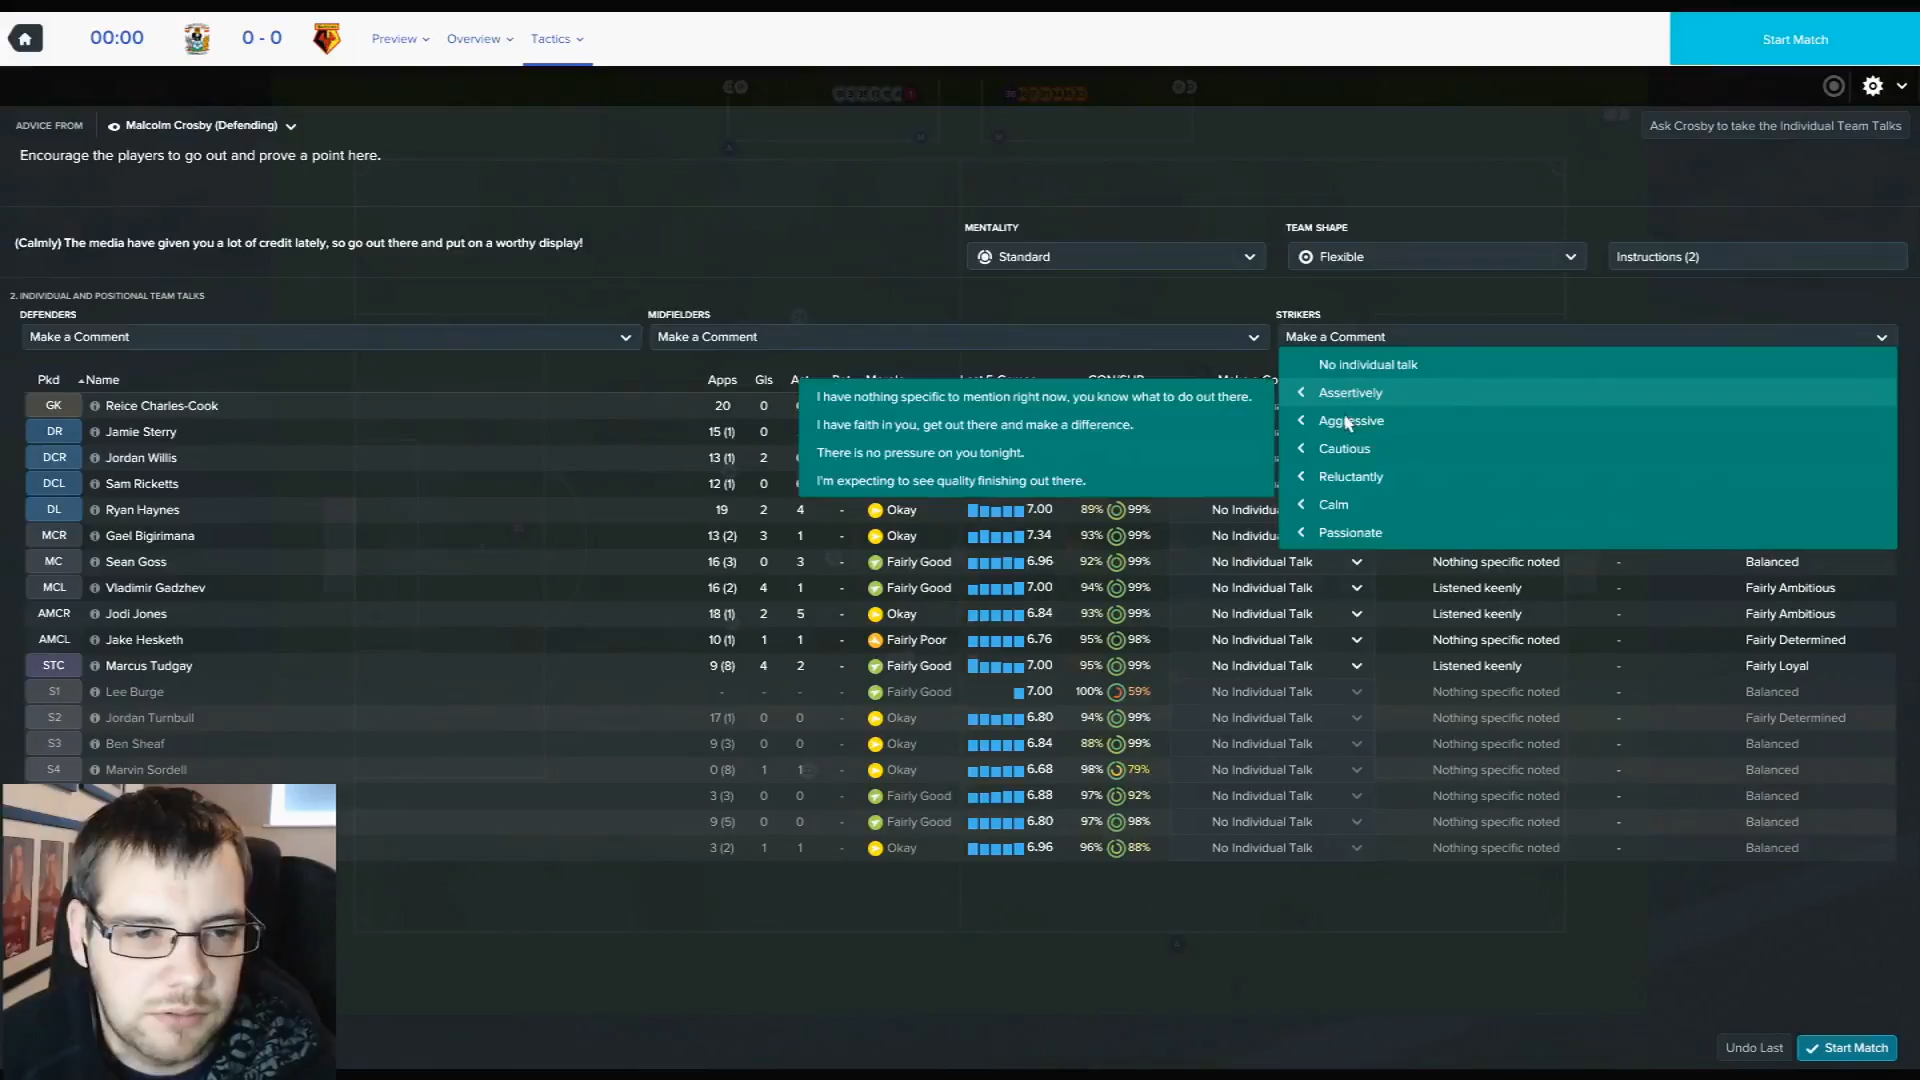 00:00 0 - 0 Preview Overview Tactics Start Match
ADVICE FROM Malcolm Crosby (Defending) Ask Crosby to take the Individual Team Talks
Encourage the players to go out and prove a point here.
MENTALITY TEAM SHAPE
(Calmly) The media have given you a lot of credit lately, so go out there and put on a worthy display! Standard Flexible Instructions (2)
2. INDIVIDUAL AND POSITIONAL TEAM TALKS
DEFENDERS MIDFIELDERS STRIKERS
Make a Comment Make a Comment Make a Comment
No individual talk
Assertively
Aggressive
Cautious
Reluctantly
Calm
Passionate
I have nothing specific to mention right now, you know what to do out there.
I have faith in you, get out there and make a difference.
There is no pressure on you tonight.
I'm expecting to see quality finishing out there.
Pkd Name Apps Gls
GK Reice Charles-Cook 20 0
DR Jamie Sterry 15 (1) 0
DCR Jordan Willis 13 (1) 2
DCL Sam Ricketts 12 (1) 0
DL Ryan Haynes 19 2 4 - Okay 7.00 89% 99% No Individu
MCR Gael Bigirimana 13 (2) 3 1 - Okay 7.34 93% 99% No Individu
MC Sean Goss 16 (3) 0 3 - Fairly Good 6.96 92% 99% No Individual Talk Nothing specific noted - Balanced
MCL Vladimir Gadzhev 16 (2) 4 1 - Fairly Good 7.00 94% 99% No Individual Talk Listened keenly - Fairly Ambitious
AMCR Jodi Jones 18 (1) 2 5 - Okay 6.84 93% 99% No Individual Talk Listened keenly - Fairly Ambitious
AMCL Jake Hesketh 10 (1) 1 1 - Fairly Poor 6.76 95% 98% No Individual Talk Nothing specific noted - Fairly Determined
STC Marcus Tudgay 9 (8) 4 2 - Fairly Good 7.00 95% 99% No Individual Talk Listened keenly - Fairly Loyal
S1 Lee Burge - - - - Fairly Good 7.00 100% 59% No Individual Talk Nothing specific noted - Balanced
S2 Jordan Turnbull 17 (1) 0 0 - Okay 6.80 94% 99% No Individual Talk Nothing specific noted - Fairly Determined
S3 Ben Sheaf 9 (3) 0 0 - Okay 6.84 88% 99% No Individual Talk Nothing specific noted - Balanced
S4 Marvin Sordell 0 (8) 1 1 - Okay 6.68 98% 79% No Individual Talk Nothing specific noted - Balanced
3 (3) 0 0 - Fairly Good 6.88 97% 92% No Individual Talk Nothing specific noted - Balanced
9 (5) 0 0 - Fairly Good 6.80 97% 98% No Individual Talk Nothing specific noted - Balanced
3 (2) 1 1 - Okay 6.96 96% 88% No Individual Talk Nothing specific noted - Balanced
Undo Last Start Match